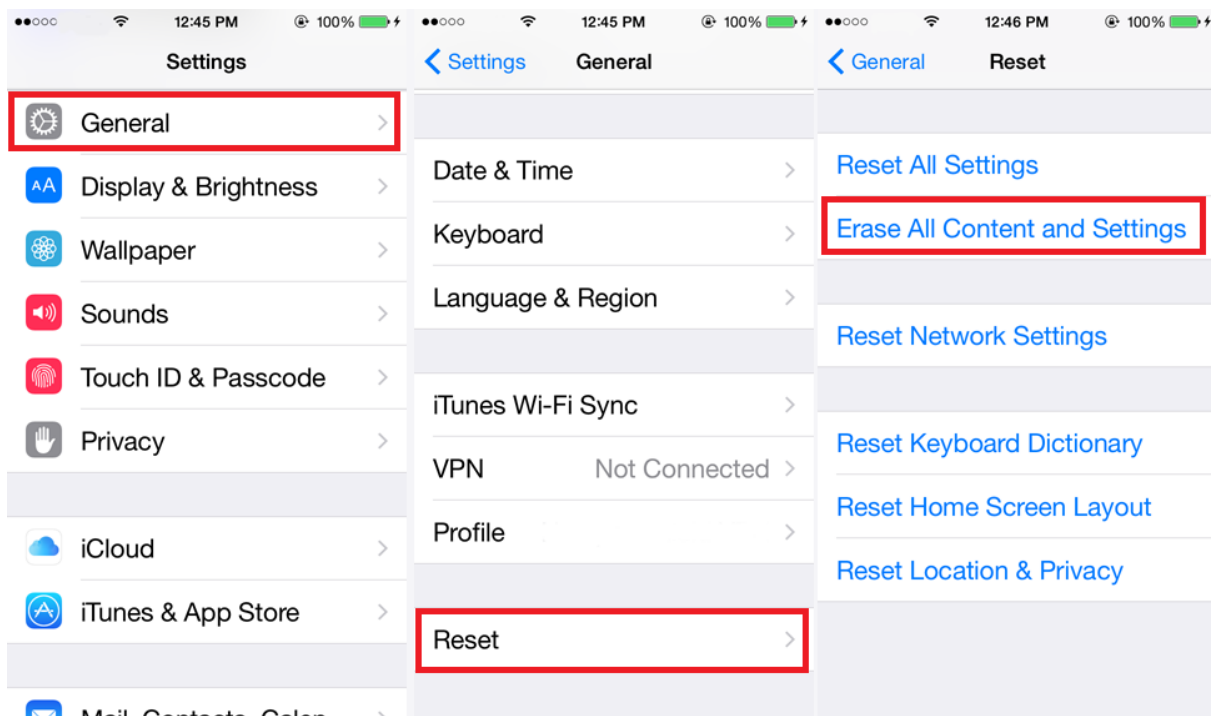 12:45 PM 100%
Settings
General
Display & Brightness
Wallpaper
Sounds
Touch ID & Passcode
Privacy
iCloud
iTunes & App Store
12:45 PM 100%
Settings General
Date & Time
Keyboard
Language & Region
iTunes Wi-Fi Sync
VPN Not Connected
Profile
Reset
12:46 PM 100%
General Reset
Reset All Settings
Erase All Content and Settings
Reset Network Settings
Reset Keyboard Dictionary
Reset Home Screen Layout
Reset Location & Privacy